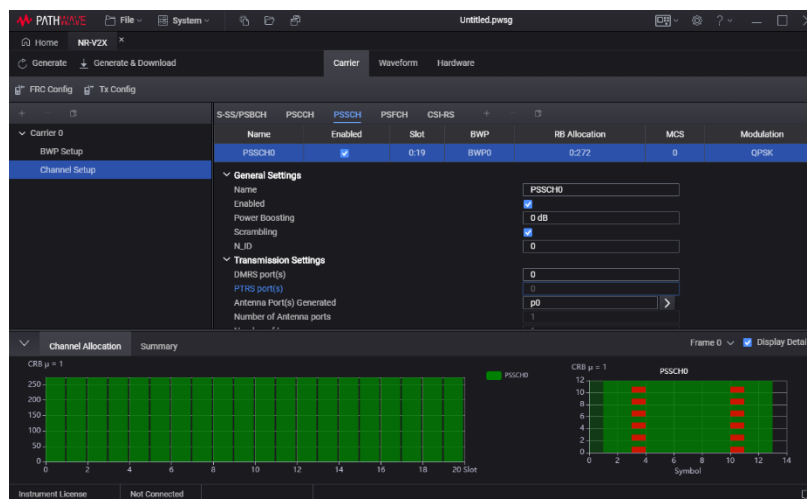 PATHWAVE File System Untitled.pwsg
Home NR-V2X
Generate Generate & Download Carrier Waveform Hardware
FRC Config Tx Config
Carrier 0
BWP Setup
Channel Setup
S-SS/PSBCH PSCCH PSSCH PSFCH CSI-RS
Name Enabled Slot BWP RB Allocation MCS Modulation
PSSCH0 0:19 BWP0 0:272 0 QPSK
General Settings
Name PSSCH0
Enabled
Power Boosting 0 dB
Scrambling
N_ID 0
Transmission Settings
DMRS port(s) 0
PTRS port(s) 0
Antenna Port(s) Generated p0
Number of Antenna ports 1
Channel Allocation Summary Frame 0 Display Detai
CRB μ = 1
250
200
150
100
50
0
0 2 4 6 8 10 12 14 16 18 20 Slot
PSSCH0
CRB μ = 1 PSSCH0
12
10
8
6
4
2
0
0 2 4 6 8 10 12 14
Symbol
Instrument License Not Connected